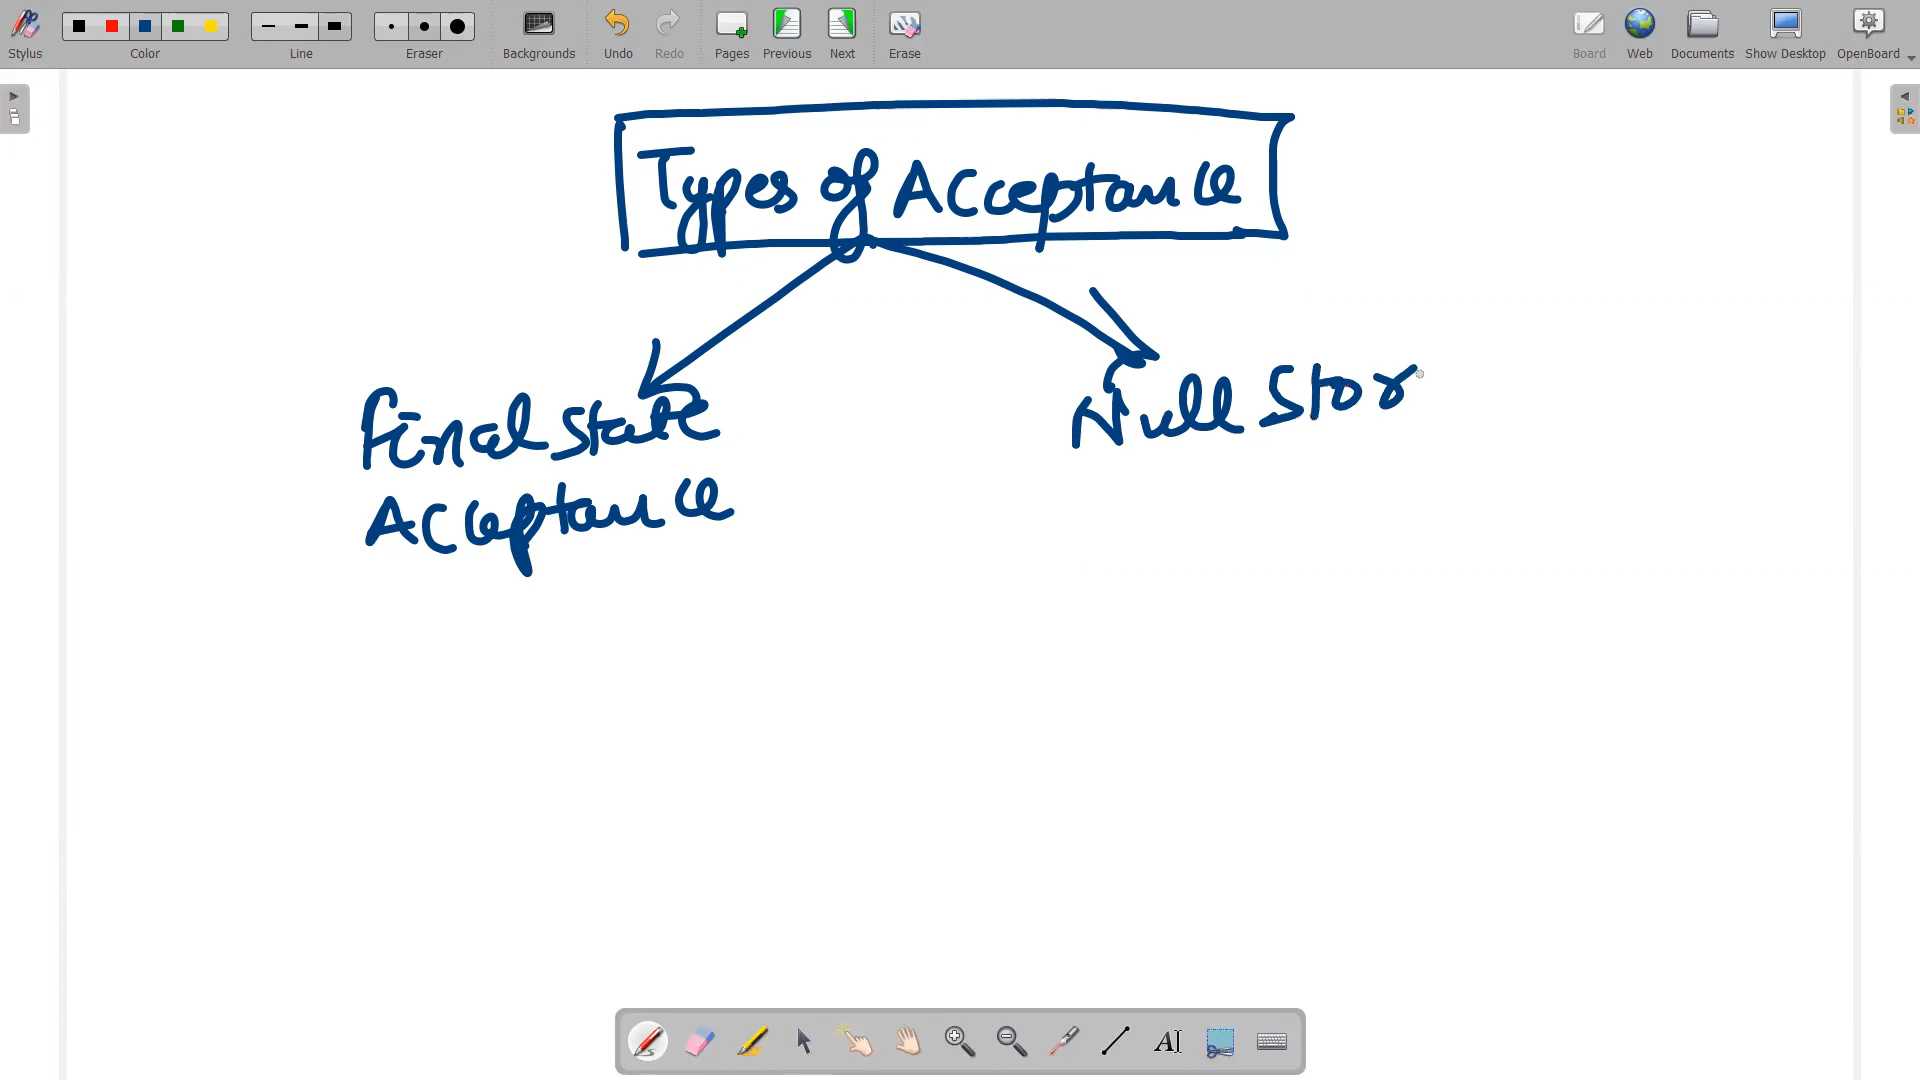 Stylus
Color
Line
Eraser
Backgrounds
Undo
Redo
Pages
Previous
Next
Erase
Board
Web
Documents
Show Desktop
OpenBoard
Types of Acceptance
Final State
Acceptance
Null Stor